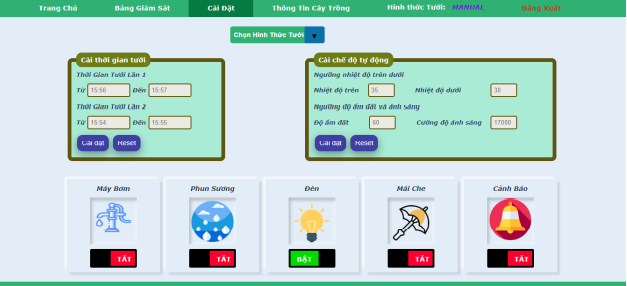 Trang Chủ Bảng Giám Sát Cài Đặt Thông Tin Cây Trồng Hình thức Tưới: MANUAL Đăng Xuất
Chọn Hình Thức Tưới ▼
Cài thời gian tưới
Thời Gian Tưới Lần 1
Từ 15:56 Đến 15:57
Thời Gian Tưới Lần 2
Từ 15:54 Đến 15:55
Cài đặt Reset
Cài chế độ tự động
Ngưỡng nhiệt độ trên dưới
Nhiệt độ trên 35 Nhiệt độ dưới 38
Ngưỡng độ ẩm đất và ánh sáng
Độ ẩm đất 60 Cường độ ánh sáng 17000
Cài đặt Reset
Máy Bơm Phun Sương Đèn Mái Che Cảnh Báo
TẮT TẮT BẬT TẮT TẮT